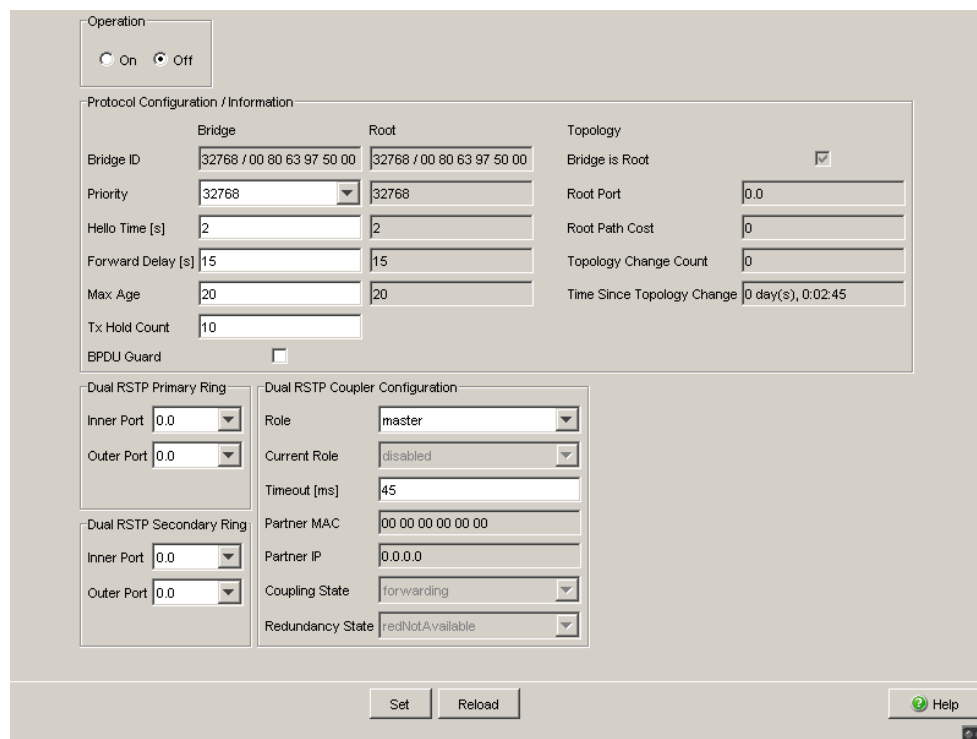 Operation
On Off
Protocol Configuration / Information
Bridge Root Topology
Bridge ID 32768 / 00 80 63 97 50 00 32768 / 00 80 63 97 50 00 Bridge is Root
Priority 32768 32768 Root Port 0.0
Hello Time [s] 2 2 Root Path Cost 0
Forward Delay [s] 15 15 Topology Change Count 0
Max Age 20 20 Time Since Topology Change 0 day(s), 0:02:45
Tx Hold Count 10
BPDU Guard
Dual RSTP Primary Ring
Inner Port 0.0
Outer Port 0.0
Dual RSTP Secondary Ring
Inner Port 0.0
Outer Port 0.0
Dual RSTP Coupler Configuration
Role master
Current Role disabled
Timeout [ms] 45
Partner MAC 00 00 00 00 00 00
Partner IP 0.0.0.0
Coupling State forwarding
Redundancy State redNotAvailable
Set Reload Help